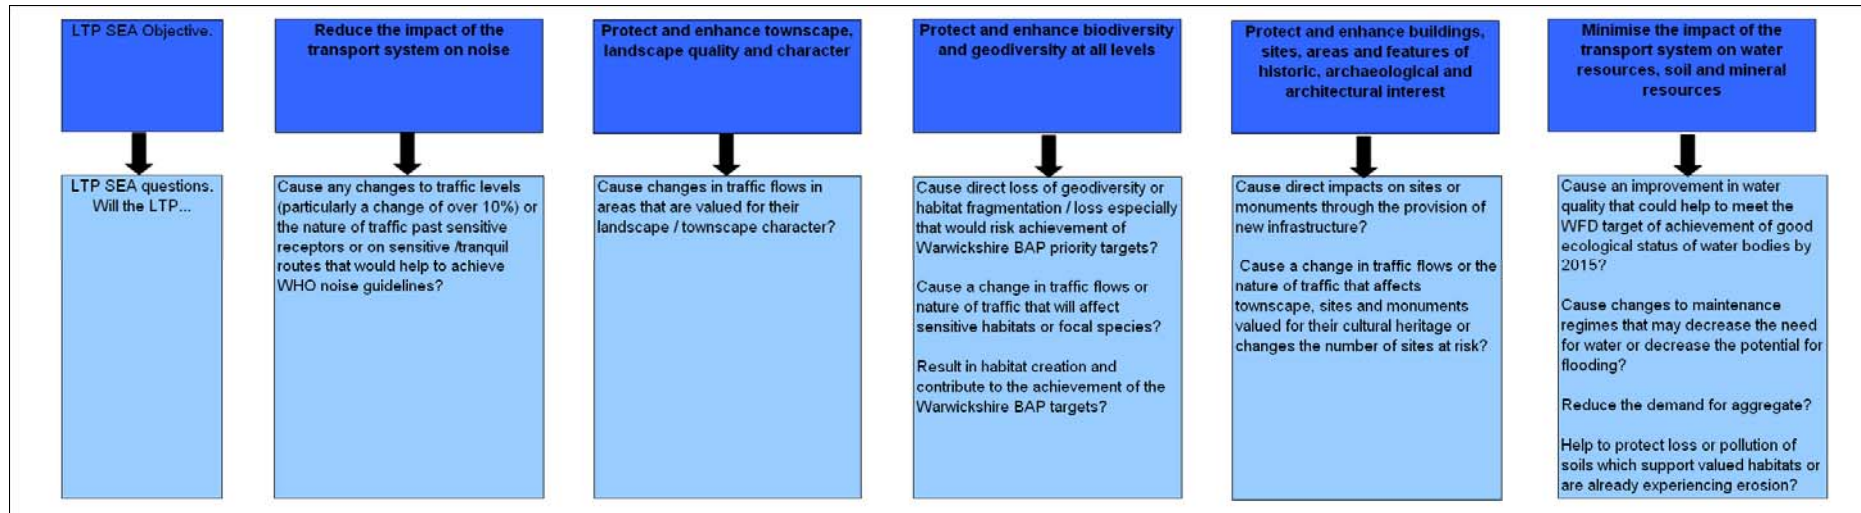 LTP SEA Objective.
Reduce the impact of the
transport system on noise
Protect and enhance townscape,
landscape quality and character
Protect and enhance biodiversity
and geodiversity at all levels
Protect and enhance buildings,
sites, areas and features of
historic, archaeological and
architectural interest
Minimise the impact of the
transport system on water
resources, soil and mineral
resources
LTP SEA questions.
Will the LTP...
Cause any changes to traffic levels
(particularly a change of over 10%) or
the nature of traffic past sensitive
receptors or on sensitive /tranquil
routes that would help to achieve
WHO noise guidelines?
Cause changes in traffic flows in
areas that are valued for their
landscape / townscape character?
Cause direct loss of geodiversity or
habitat fragmentation / loss especially
that would risk achievement of
Warwickshire BAP priority targets?
Cause a change in traffic flows or
nature of traffic that will affect
sensitive habitats or focal species?
Result in habitat creation and
contribute to the achievement of the
Warwickshire BAP targets?
Cause direct impacts on sites or
monuments through the provision of
new infrastructure?
Cause a change in traffic flows or the
nature of traffic that affects
townscape, sites and monuments
valued for their cultural heritage or
changes the number of sites at risk?
Cause an improvement in water
quality that could help to meet the
WFD target of achievement of good
ecological status of water bodies by
2015?
Cause changes to maintenance
regimes that may decrease the need
for water or decrease the potential for
flooding?
Reduce the demand for aggregate?
Help to protect loss or pollution of
soils which support valued habitats or
are already experiencing erosion?